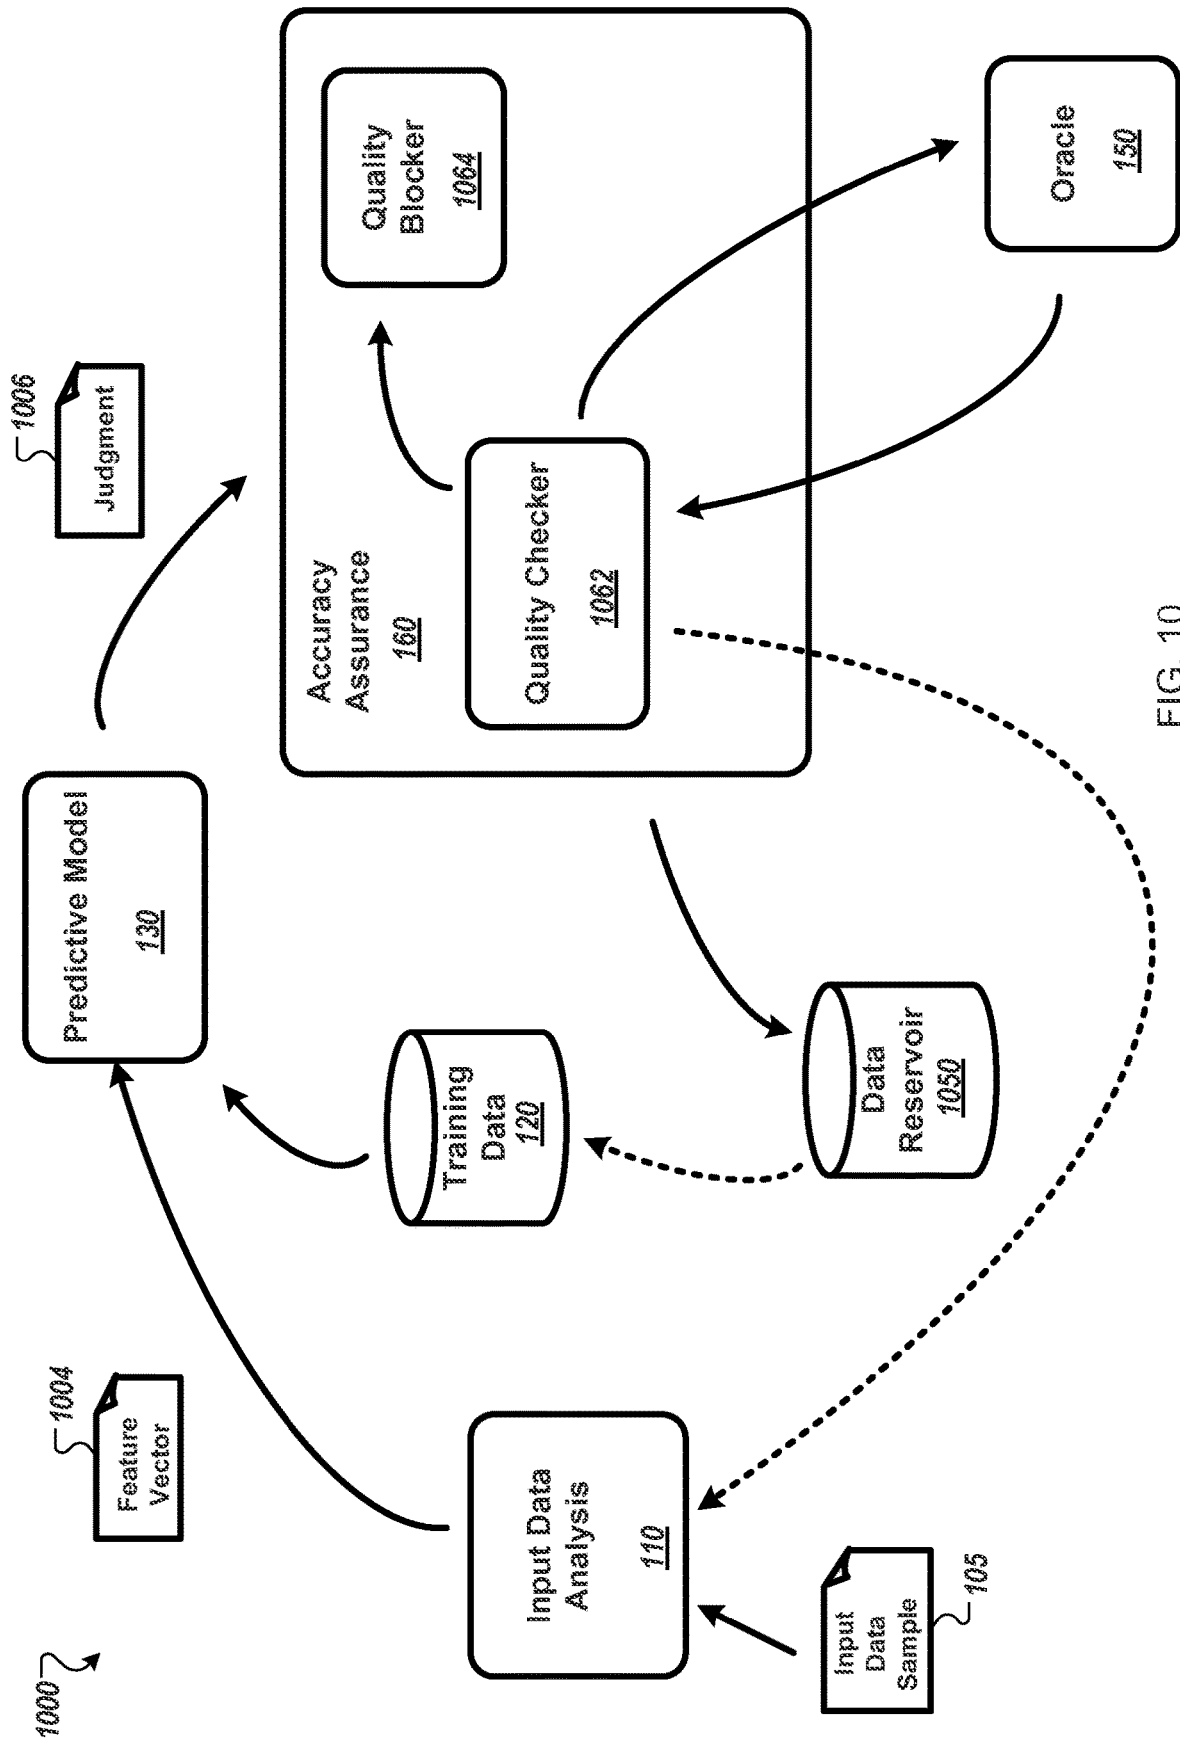 1000
1004
Feature
Vector
Input Data
Analysis
110
Input
Data
Sample
105
Predictive Model
130
Training
Data
120
Data
Reservoir
1050
1006
Judgment
Accuracy
Assurance
160
Quality Checker
1062
Quality
Blocker
1064
Oracle
150
FIG. 10